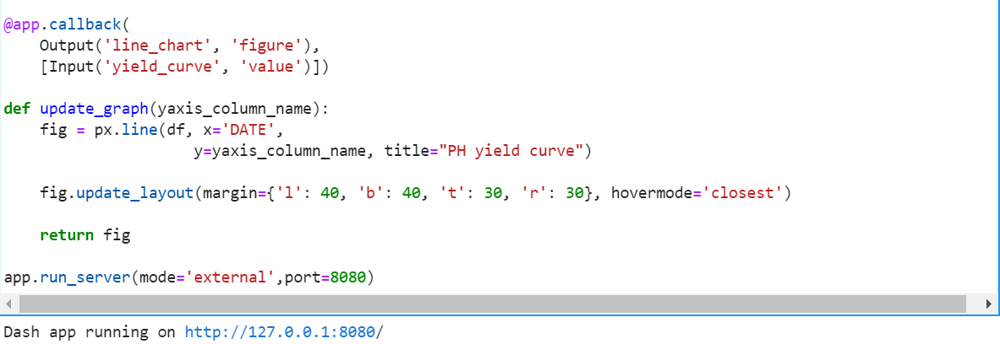 @app.callback(
    Output('line_chart', 'figure'),
    [Input('yield_curve', 'value')])
def update_graph(yaxis_column_name):
    fig = px.line(df, x='DATE',
                     y=yaxis_column_name, title="PH yield curve")
    fig.update_layout(margin={'l': 40, 'b': 40, 't': 30, 'r': 30}, hovermode='closest')
    return fig
app.run_server(mode='external',port=8080)
Dash app running on http://127.0.0.1:8080/